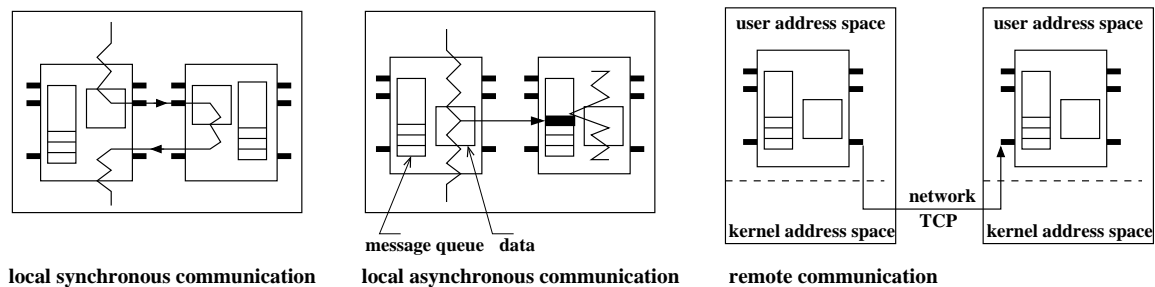 user address space
user address space
network
TCP
message queue
data
kernel address space
kernel address space
local synchronous communication
local asynchronous communication
remote communication